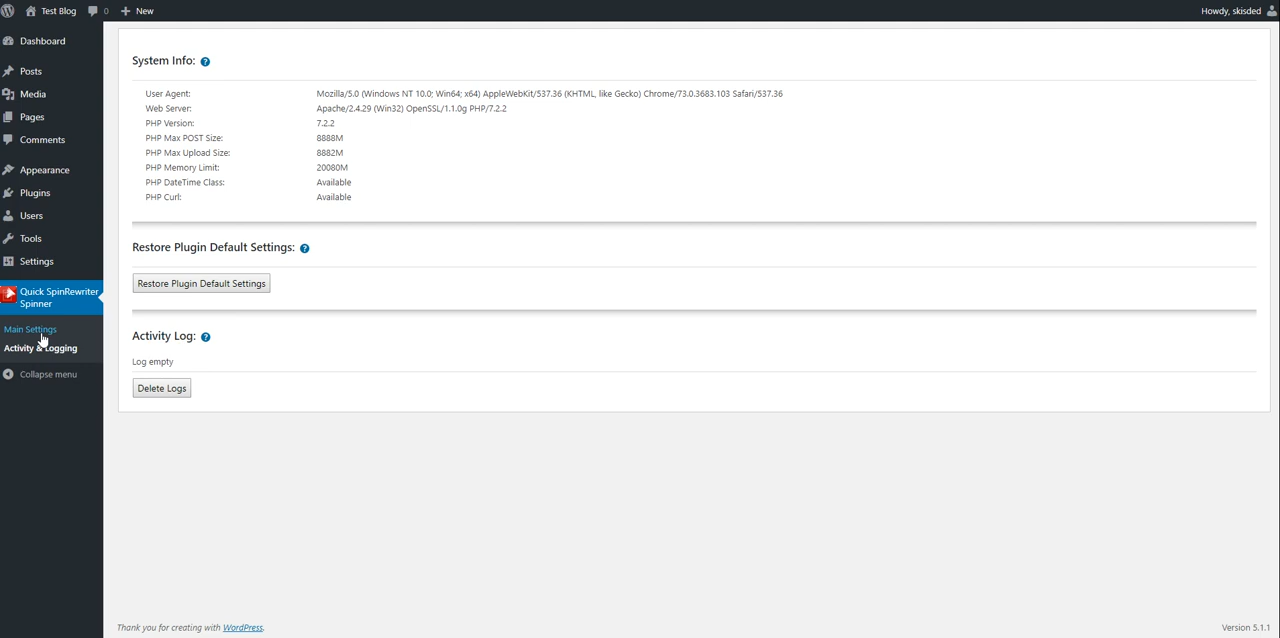 Test Blog 0 New Howdy, skisded
Dashboard
Posts
Media
Pages
Comments
Appearance
Plugins
Users
Tools
Settings
Quick SpinRewriter
Spinner
Main Settings
Activity & Logging
Collapse menu
System Info:
User Agent: Mozilla/5.0 (Windows NT 10.0; Win64; x64) AppleWebKit/537.36 (KHTML, like Gecko) Chrome/73.0.3683.103 Safari/537.36
Web Server: Apache/2.4.29 (Win32) OpenSSL/1.1.0g PHP/7.2.2
PHP Version: 7.2.2
PHP Max POST Size: 8888M
PHP Max Upload Size: 8882M
PHP Memory Limit: 20080M
PHP DateTime Class: Available
PHP Curl: Available
Restore Plugin Default Settings:
Restore Plugin Default Settings
Activity Log:
Log empty
Delete Logs
Thank you for creating with WordPress. Version 5.1.1